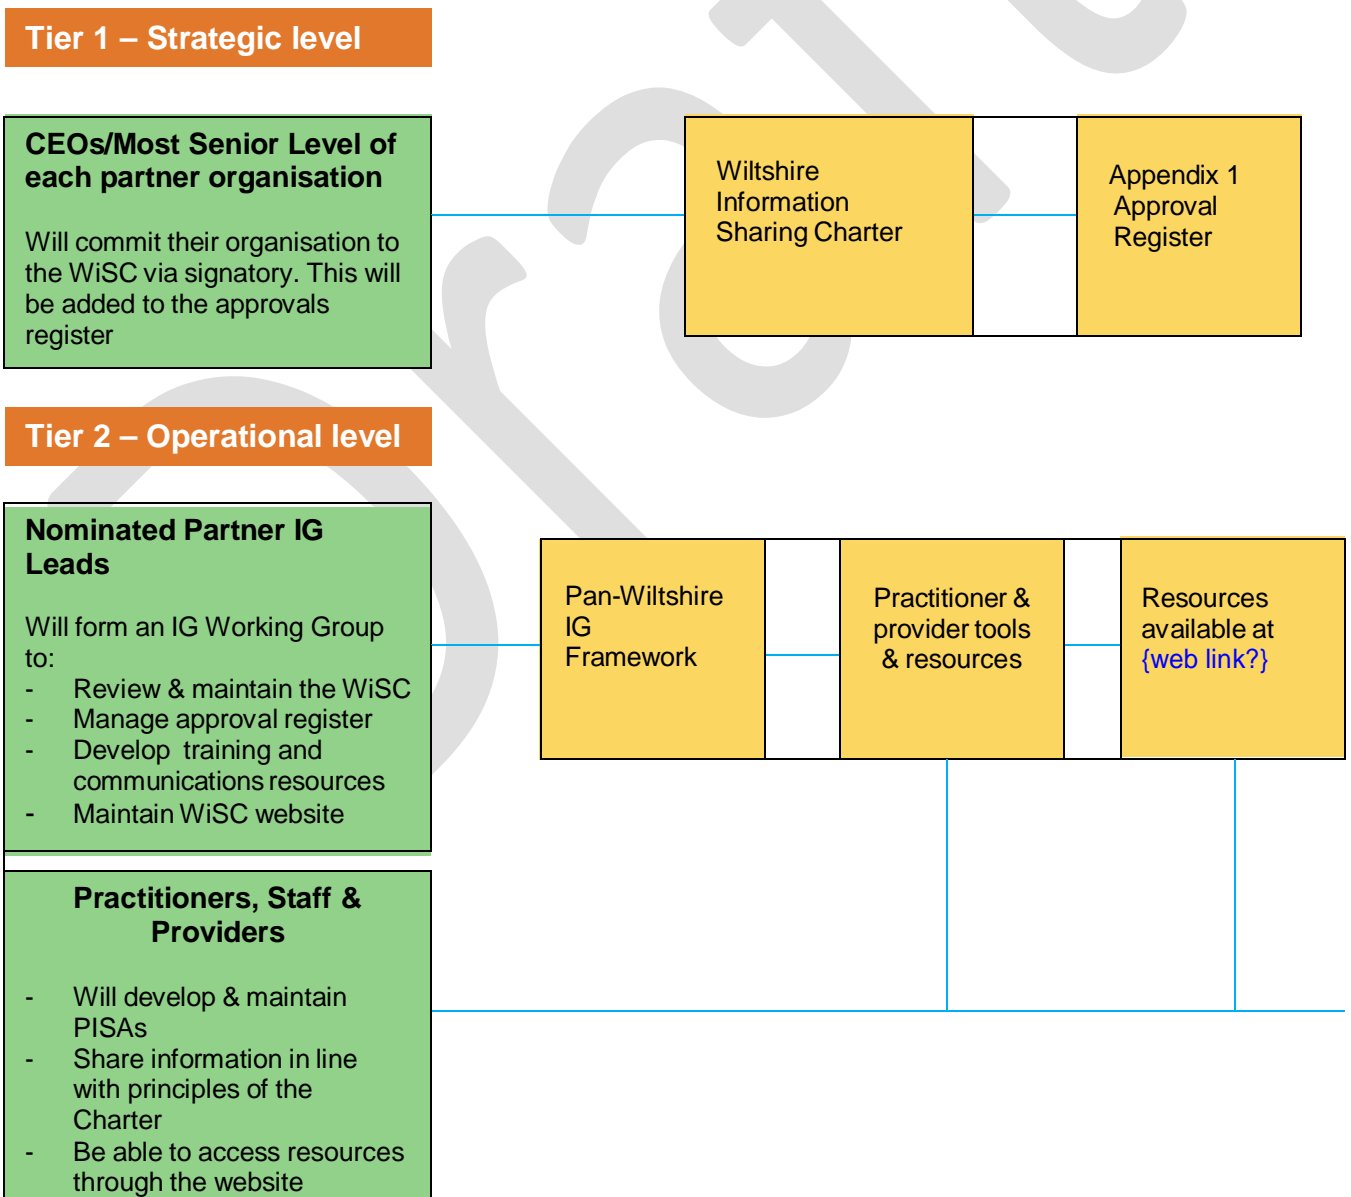 Tier 1 – Strategic level
CEOs/Most Senior Level of
each partner organisation
Will commit their organisation to
the WiSC via signatory. This will
be added to the approvals
register
Wiltshire
Information
Sharing Charter
Appendix 1
Approval
Register
Tier 2 – Operational level
Nominated Partner IG
Leads
Will form an IG Working Group
to:
- Review & maintain the WiSC
- Manage approval register
- Develop training and
communications resources
- Maintain WiSC website
Pan-Wiltshire
IG
Framework
Practitioner &
provider tools
& resources
Resources
available at
{web link?}
Practitioners, Staff &
Providers
- Will develop & maintain
PISAs
- Share information in line
with principles of the
Charter
- Be able to access resources
through the website
Draft